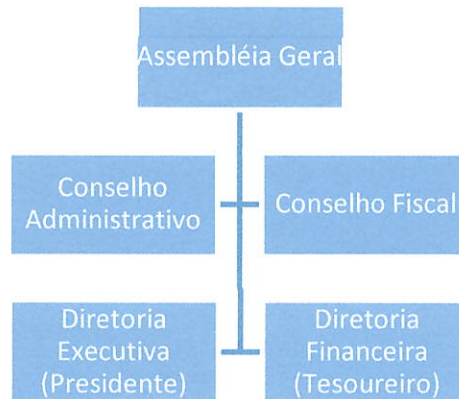 Assembléia Geral
Conselho
Administrativo
Conselho Fiscal
Diretoria
Executiva
(Presidente)
Diretoria
Financeira
(Tesoureiro)